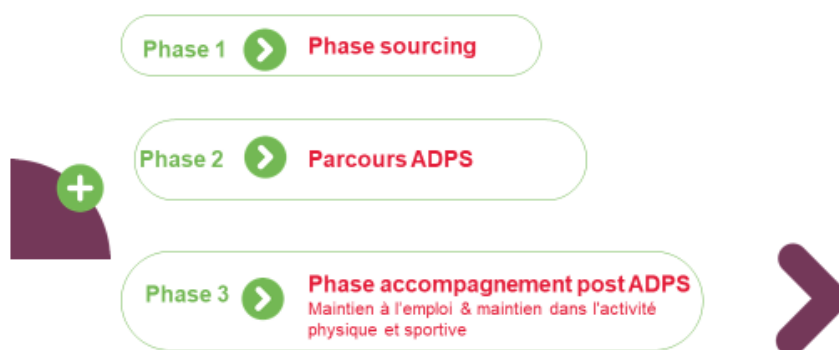 Phase 1 Phase sourcing
Phase 2 Parcours ADPS
Phase 3 Phase accompagnement post ADPS
Maintien à l'emploi & maintien dans l'activité
physique et sportive